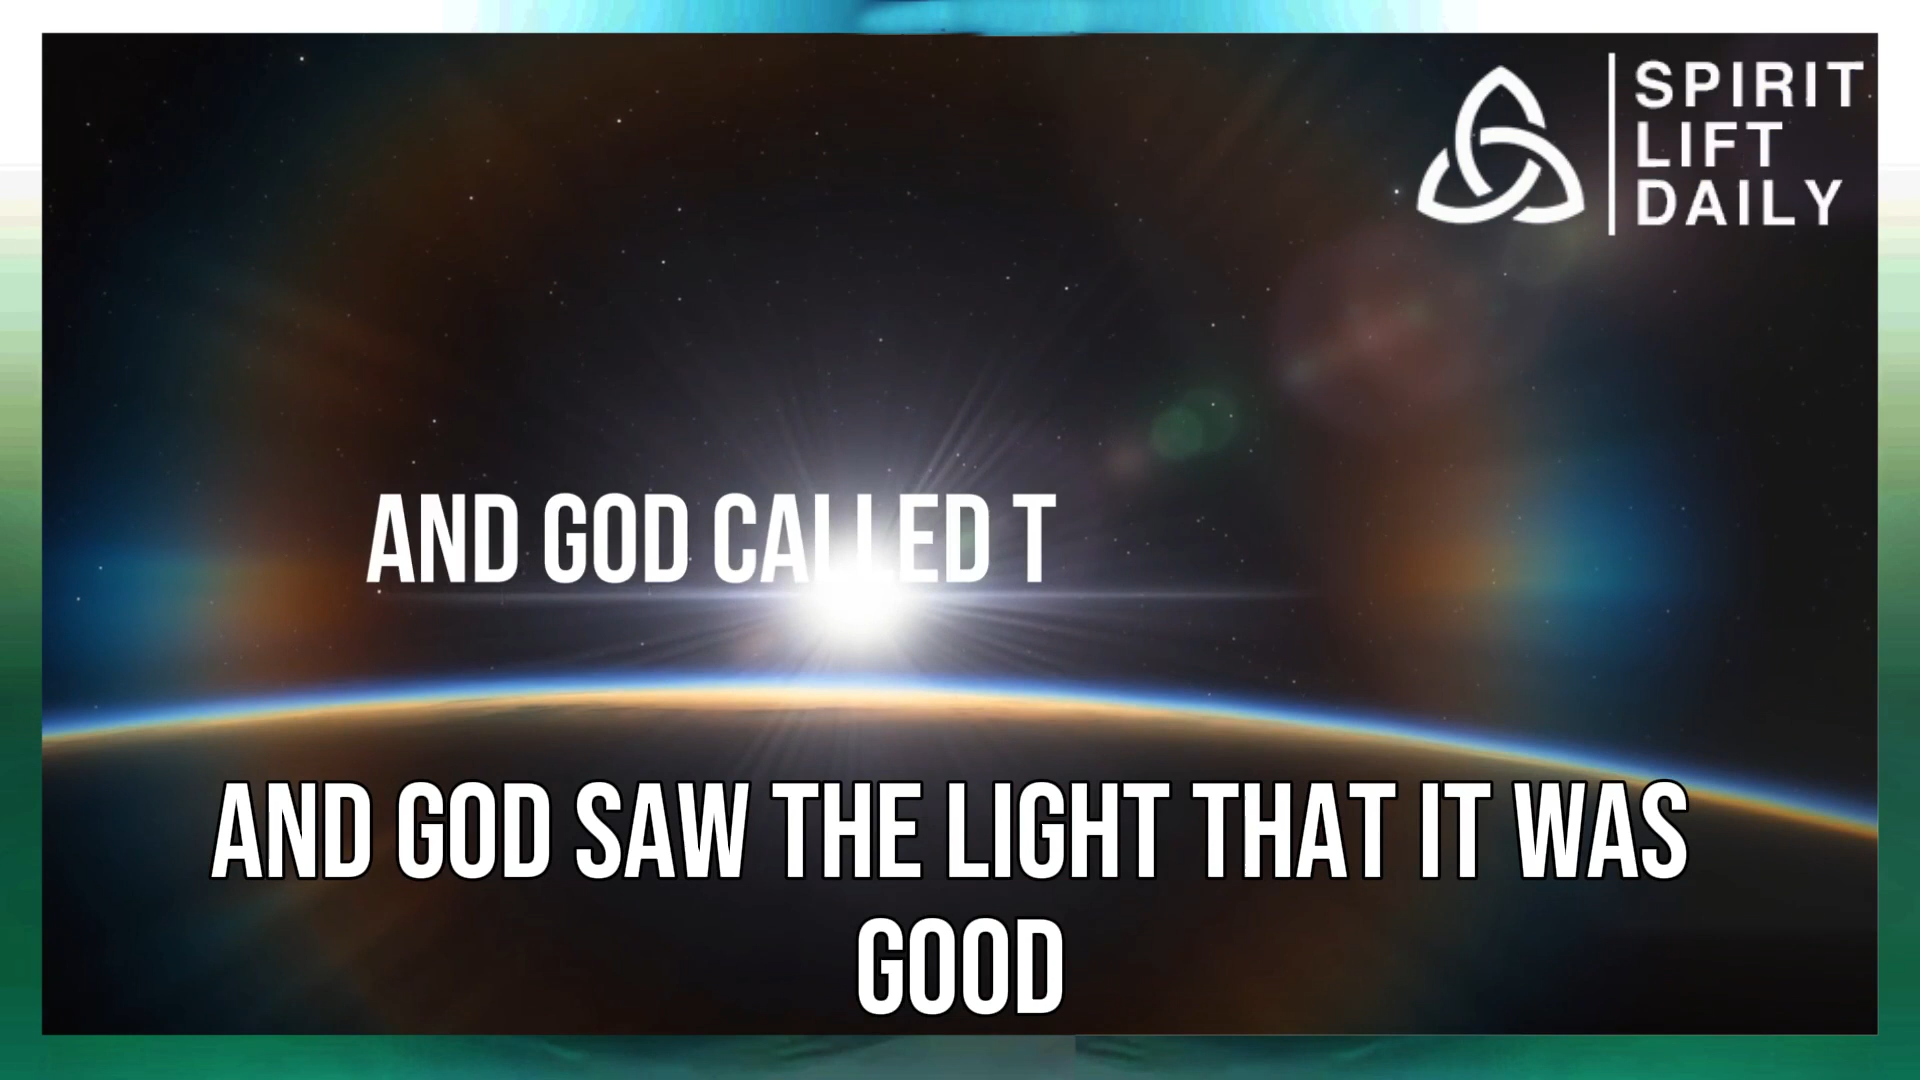 SPIRIT
LIFT
DAILY
AND GOD CALLED T
AND GOD SAW THE LIGHT THAT IT WAS
GOOD